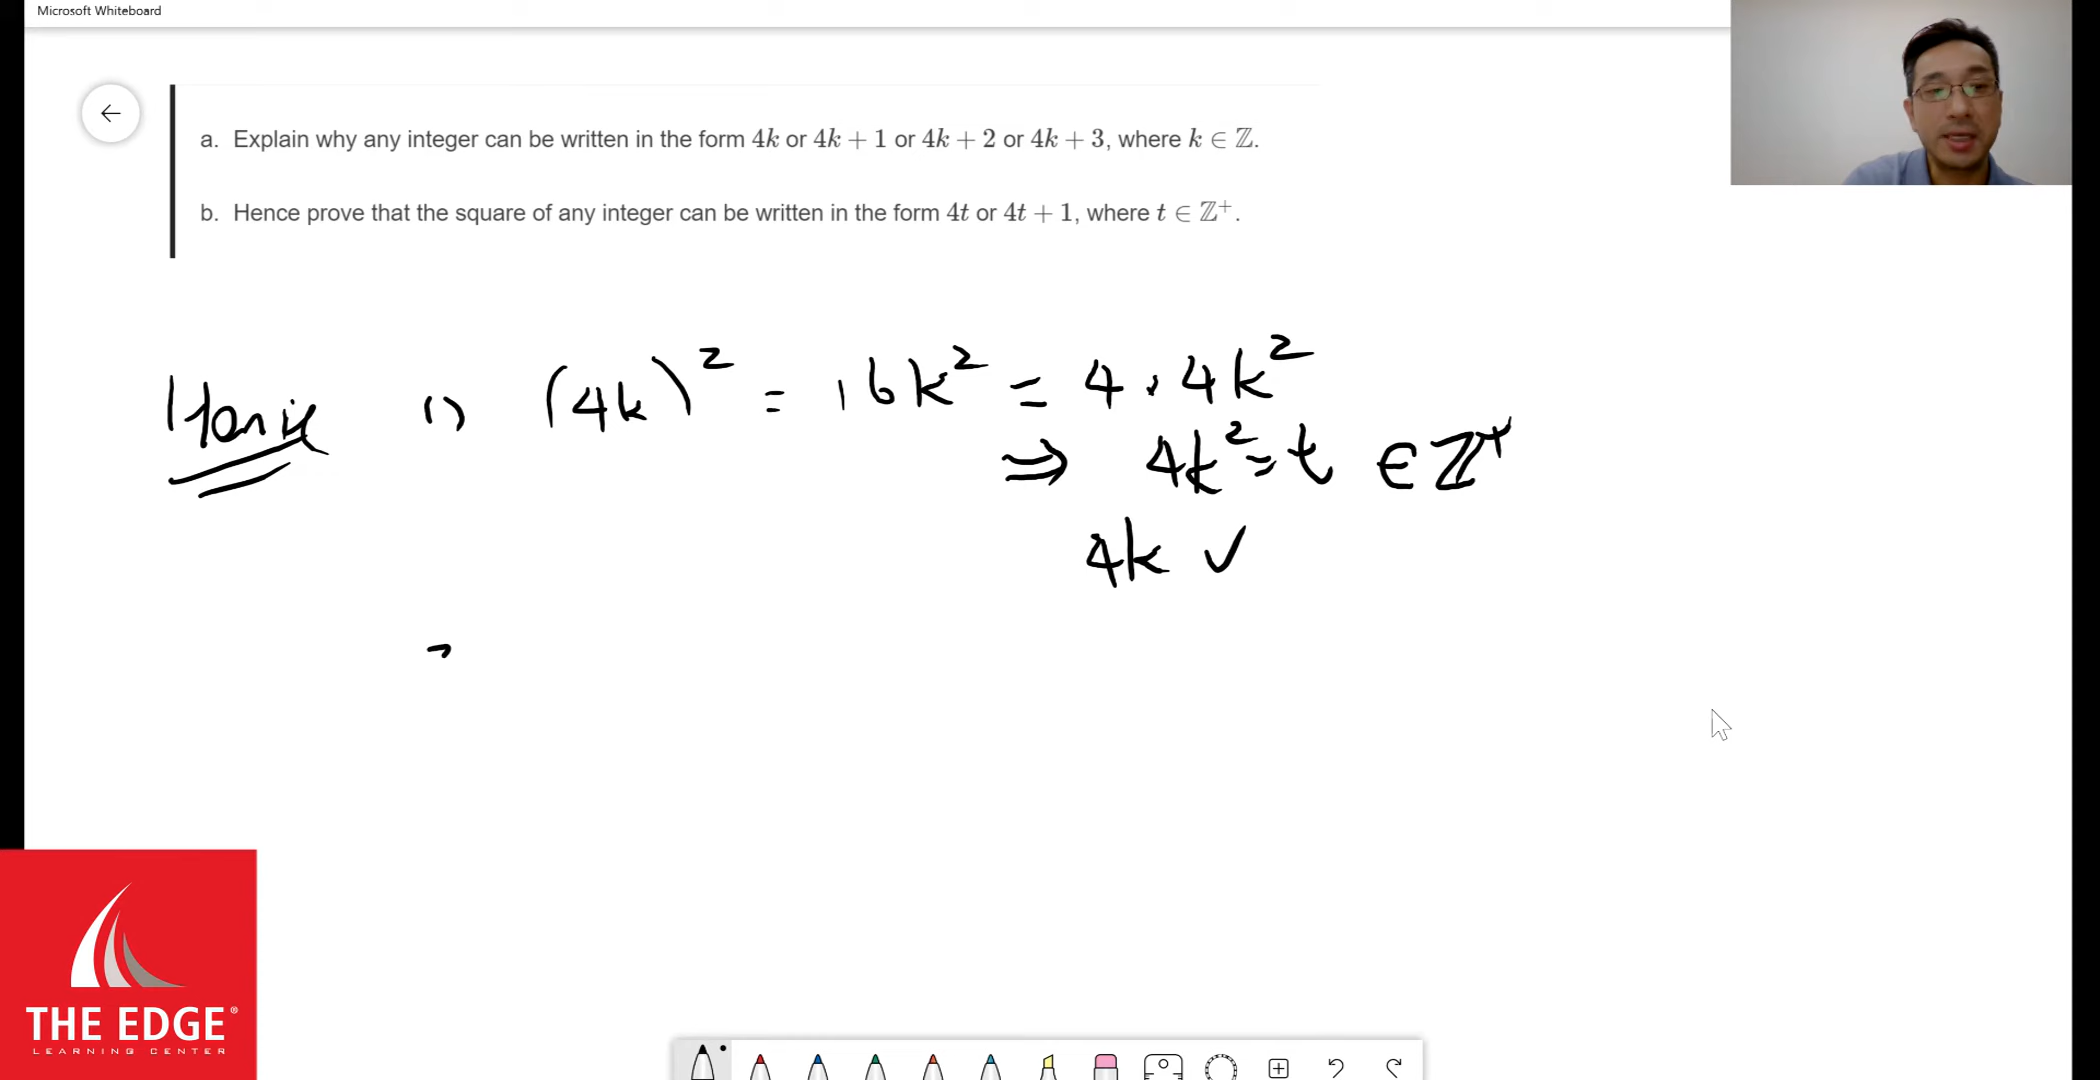 Microsoft Whiteboard
a. Explain why any integer can be written in the form 4k or 4k + 1 or 4k + 2 or 4k + 3, where k ∈ ℤ.
b. Hence prove that the square of any integer can be written in the form 4t or 4t + 1, where t ∈ ℤ⁺.
1) (4k)² = 16k² = 4 · 4k²
⇒ 4k² = t ∈ ℤ⁺
4k ✓
THE EDGE®
LEARNING CENTER